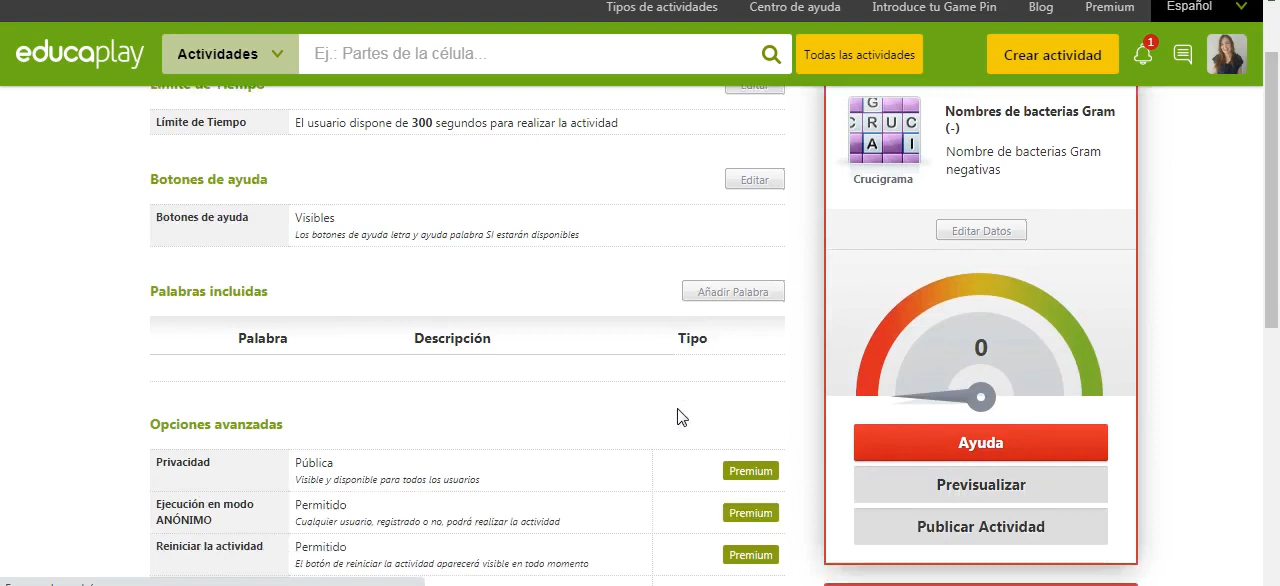 Tipos de actividades Centro de ayuda Introduce tu Game Pin Blog Premium Español
educaplay Actividades Ej.: Partes de la célula... Todas las actividades Crear actividad 1
Límite de Tiempo Editar
Límite de Tiempo El usuario dispone de 300 segundos para realizar la actividad
Botones de ayuda Editar
Botones de ayuda Visibles
Los botones de ayuda letra y ayuda palabra SI estarán disponibles
Palabras incluidas Añadir Palabra
Palabra Descripción Tipo
Opciones avanzadas
Privacidad Pública Premium
Visible y disponible para todos los usuarios
Ejecución en modo ANÓNIMO Permitido Premium
Cualquier usuario, registrado o no, podrá realizar la actividad
Reiniciar la actividad Permitido Premium
El botón de reiniciar la actividad aparecerá visible en todo momento
G
C R U C
A I
Crucigrama
Nombres de bacterias Gram
(-)
Nombre de bacterias Gram
negativas
Editar Datos
0
Ayuda
Previsualizar
Publicar Actividad